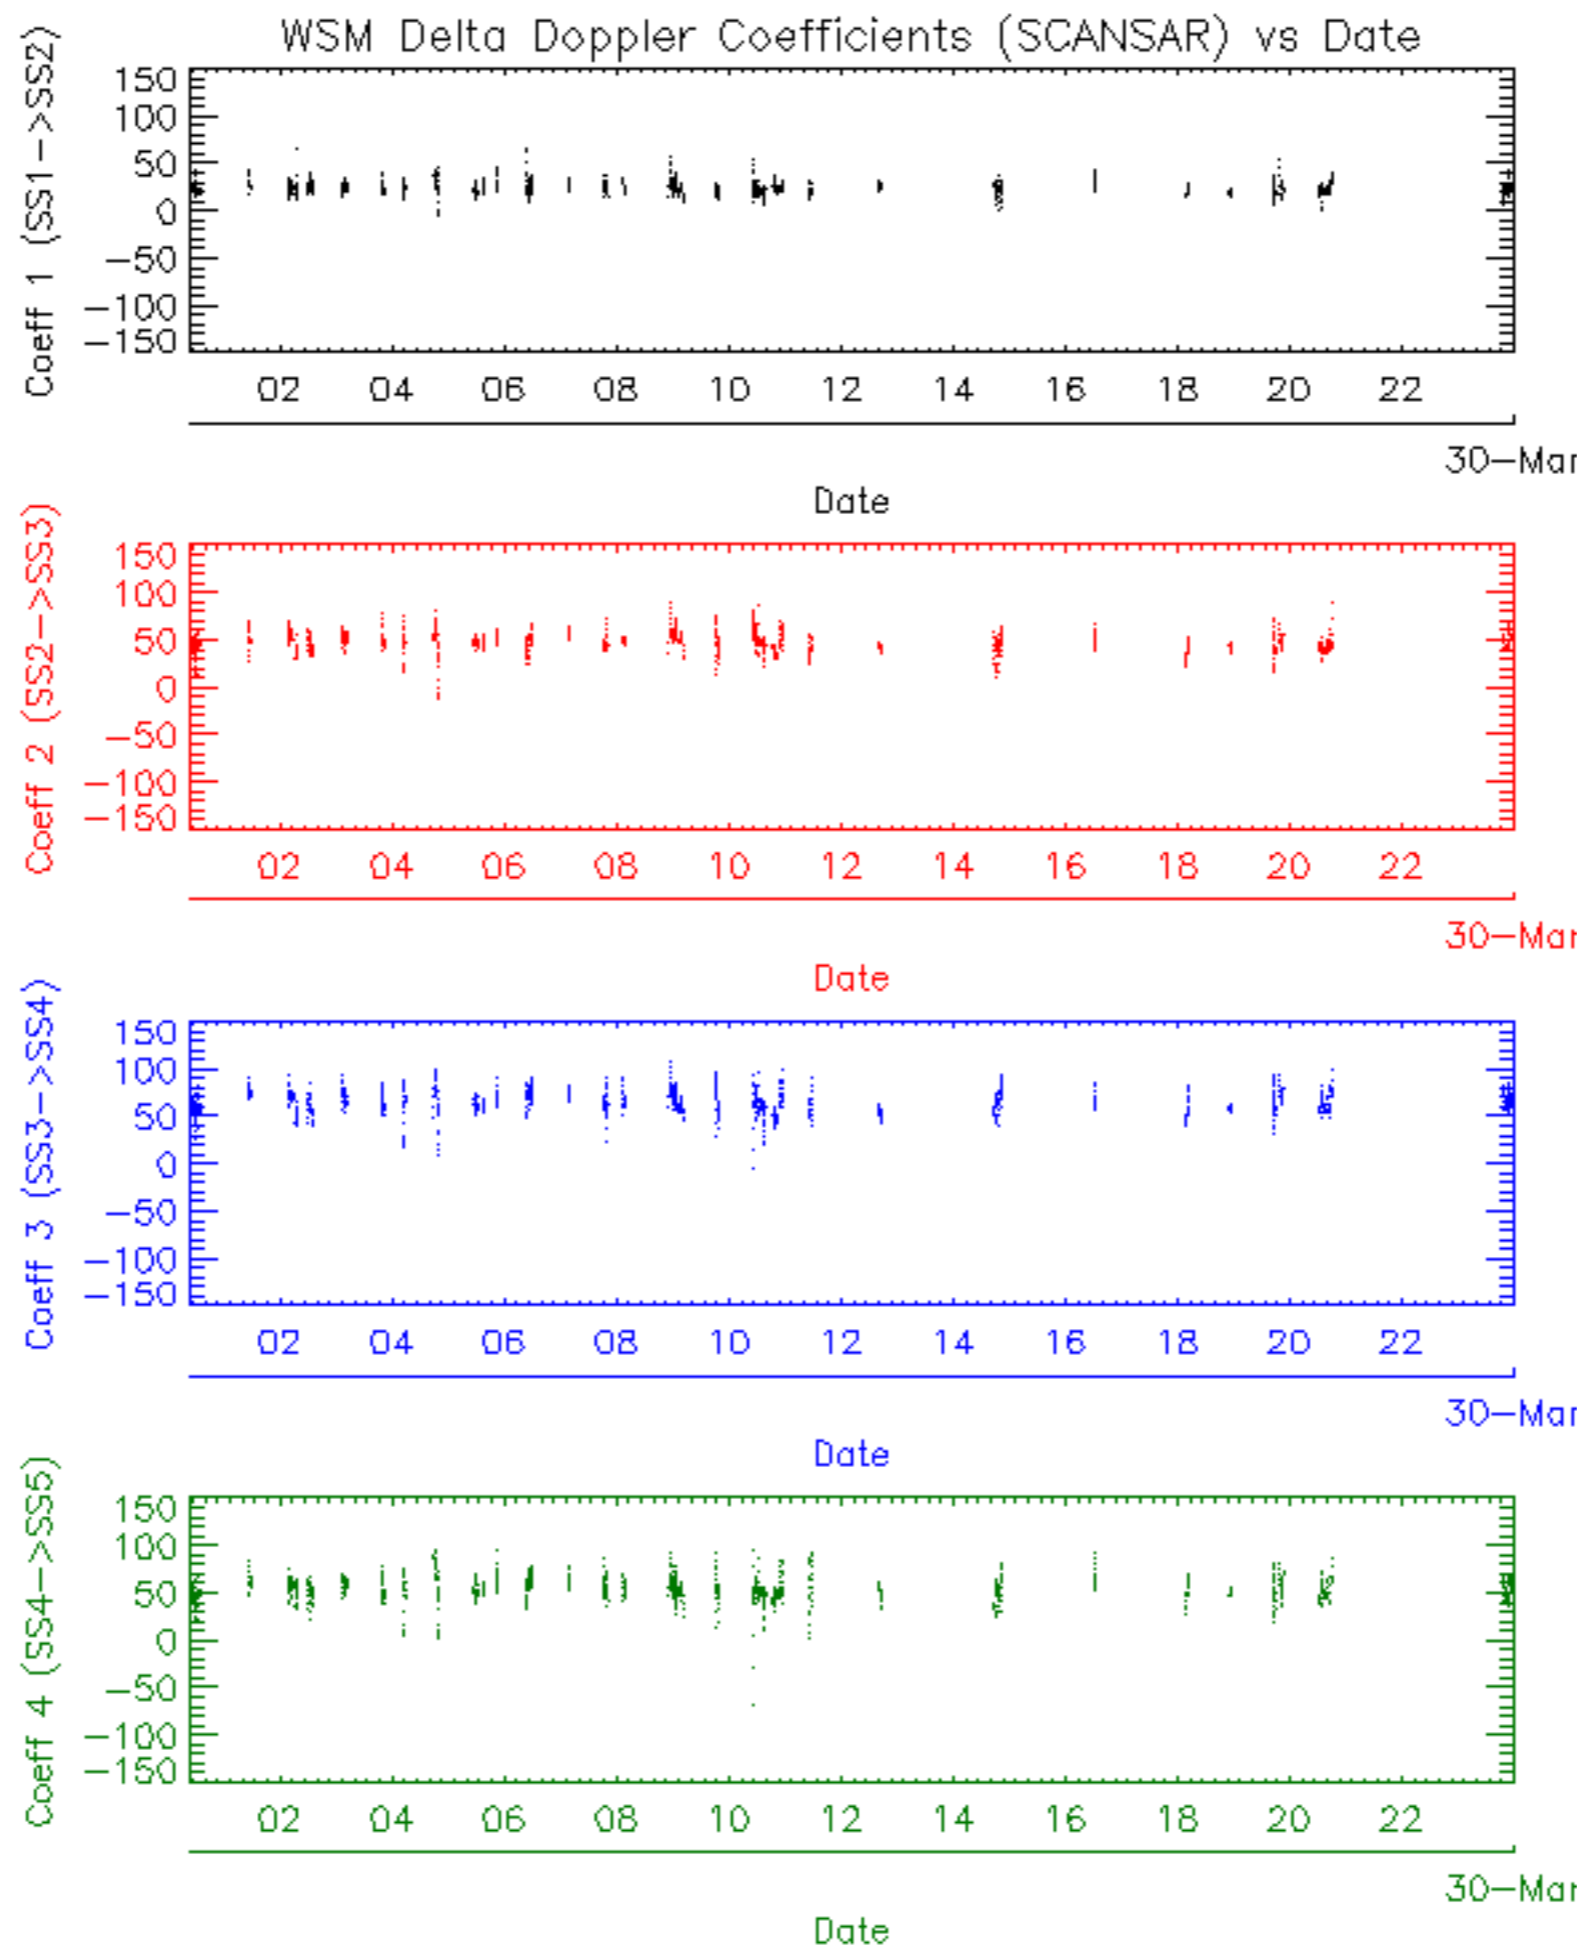 WSM Delta Doppler Coefficients (SCANSAR) vs Date
Coeff 1 (SS1->SS2)
150
100
50
0
-50
-100
-150
02 04 06 08 10 12 14 16 18 20 22
30-Mar
Date
Coeff 2 (SS2->SS3)
150
100
50
0
-50
-100
-150
02 04 06 08 10 12 14 16 18 20 22
30-Mar
Date
Coeff 3 (SS3->SS4)
150
100
50
0
-50
-100
-150
02 04 06 08 10 12 14 16 18 20 22
30-Mar
Date
Coeff 4 (SS4->SS5)
150
100
50
0
-50
-100
-150
02 04 06 08 10 12 14 16 18 20 22
30-Mar
Date